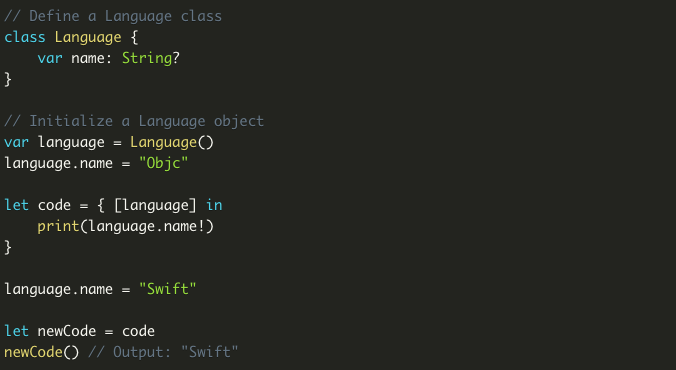 // Define a Language class
class Language {
    var name: String?
}

// Initialize a Language object
var language = Language()
language.name = "Objc"

let code = { [language] in
    print(language.name!)
}

language.name = "Swift"

let newCode = code
newCode() // Output: "Swift"